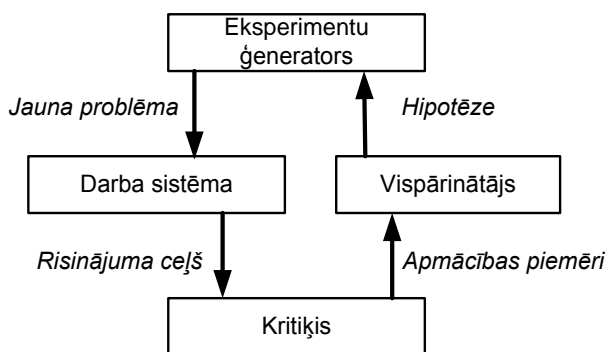 Eksperimentu
ģenerators
Jauna problēma
Hipotēze
Darba sistēma
Vispārinātājs
Risinājuma ceļš
Apmācības piemēri
Kritiķis